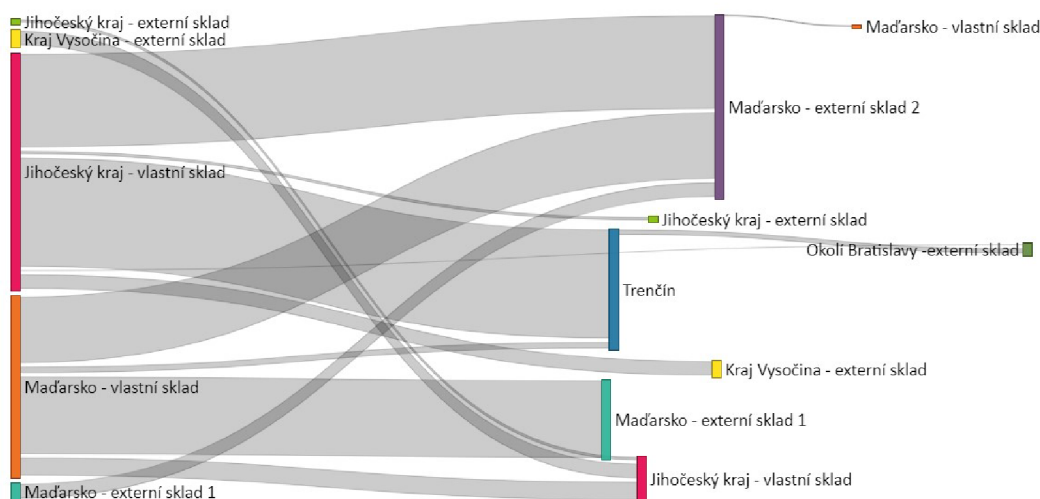 Jihočeský kraj - externí sklad
Kraj Vysočina - externí sklad
Jihočeský kraj - vlastní sklad
Maďarsko - vlastní sklad
Maďarsko - externí sklad 1
Maďarsko - vlastní sklad
Maďarsko - externí sklad 2
Jihočeský kraj - externí sklad
Okolí Bratislavy -externí sklad
Trenčín
Kraj Vysočina - externí sklad
Maďarsko - externí sklad 1
Jihočeský kraj - vlastní sklad